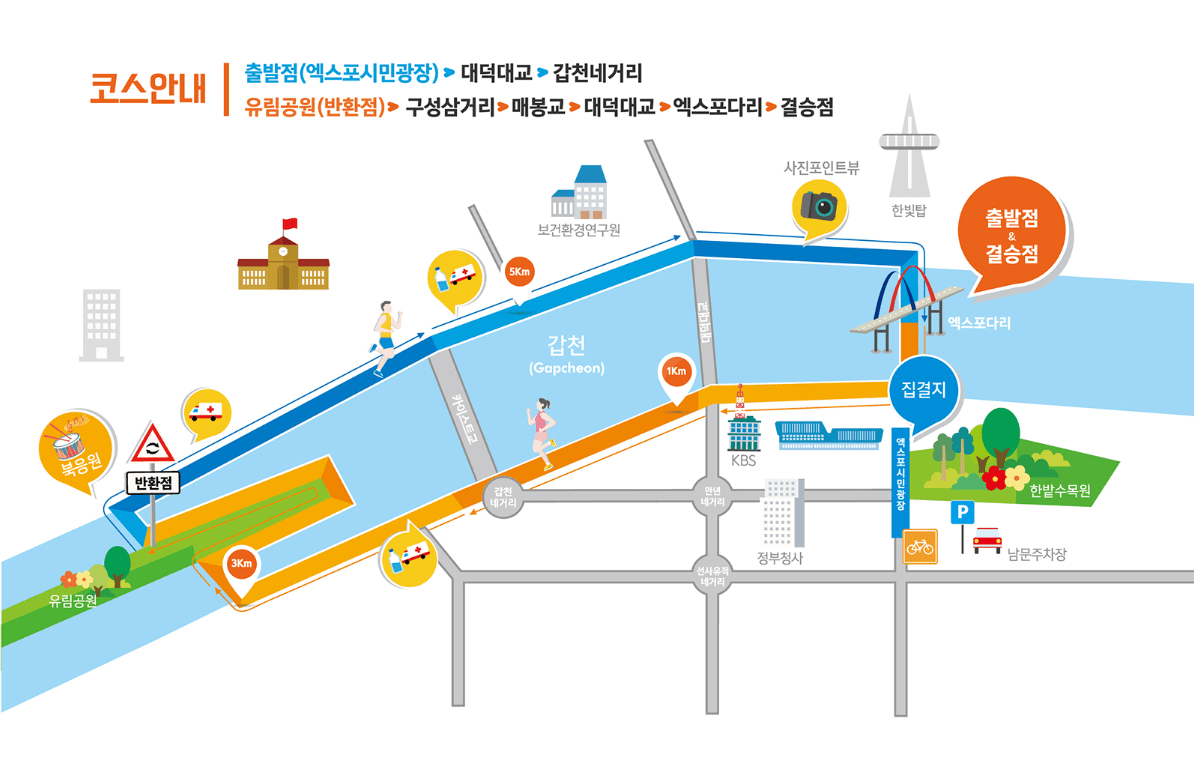 코스안내
출발점(엑스포시민광장) > 대덕대교 > 갑천네거리
유림공원(반환점) > 구성삼거리 > 매봉교 > 대덕대교 > 엑스포다리 > 결승점
사진포인트뷰
한빛탑
출발점
&
결승점
보건환경연구원
5Km
엑스포다리
대덕대교
갑천
(Gapcheon)
1Km
집결지
카이스트교
북응원
반환점
KBS
엑스포시민광장
한밭수목원
갑천
네거리
만년
네거리
P
정부청사
남문주차장
3Km
선사유적
네거리
유림공원